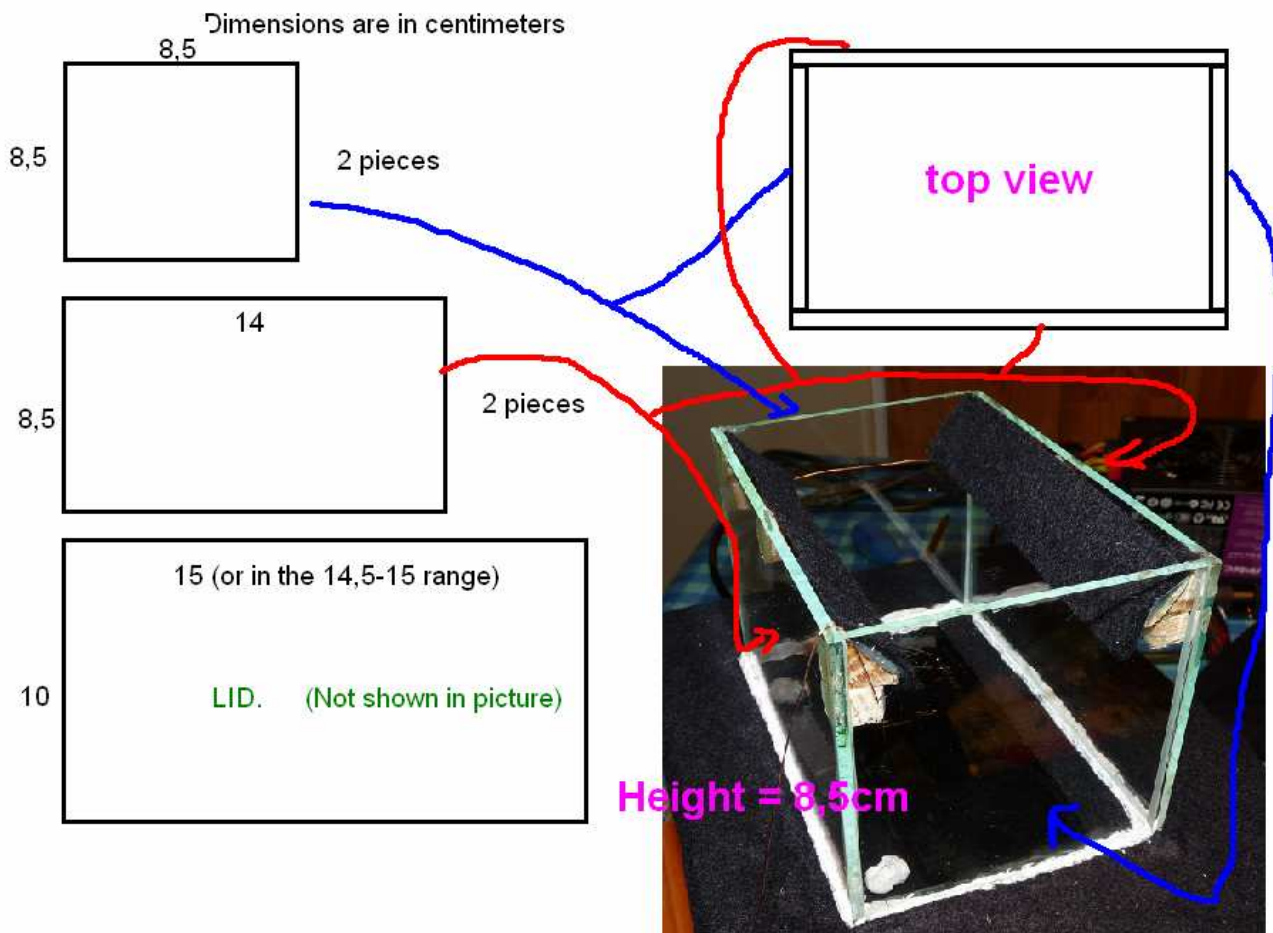 Dimensions are in centimeters
8,5
8,5
2 pieces
top view
14
8,5
2 pieces
15 (or in the 14,5-15 range)
10
LID. (Not shown in picture)
Height = 8,5cm